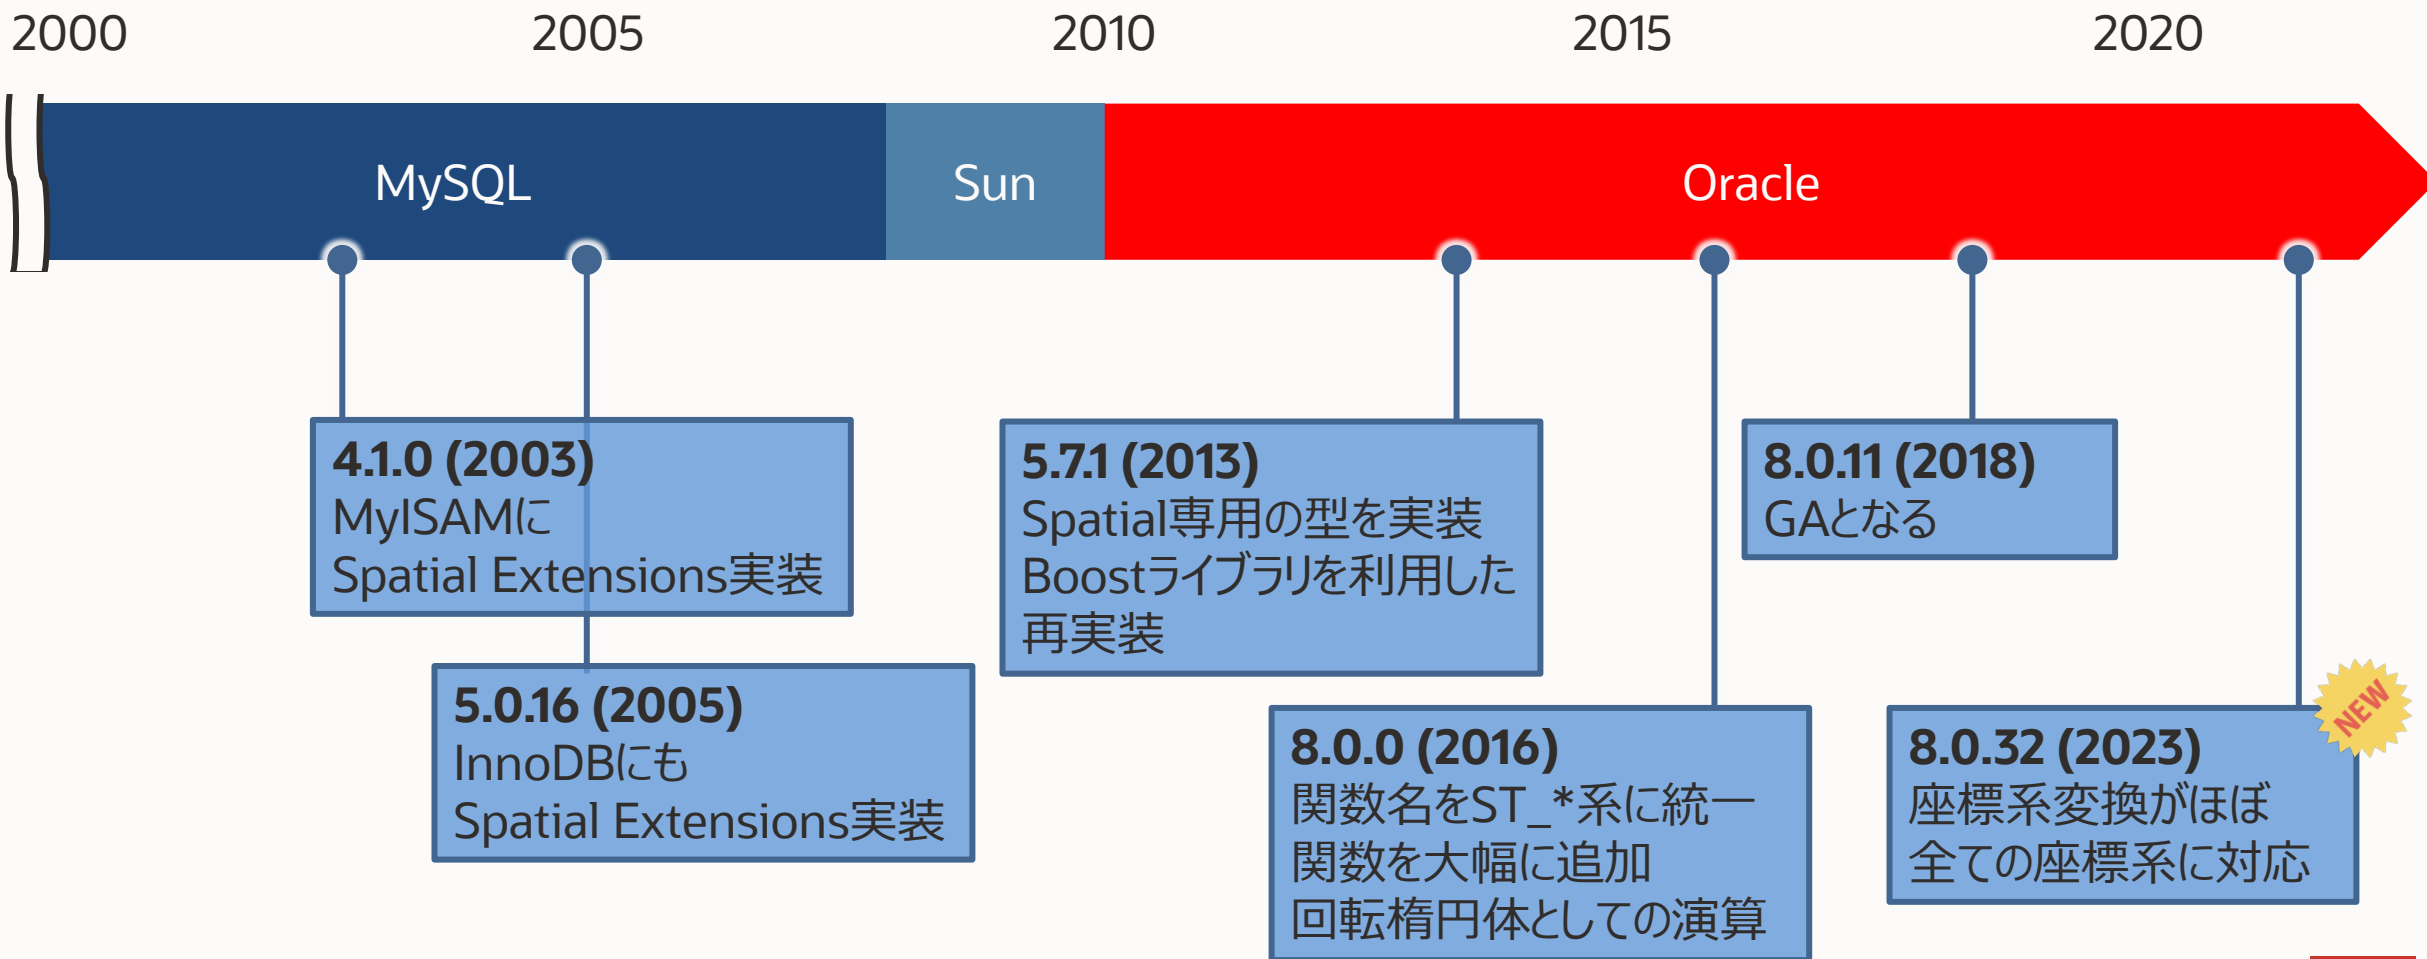 2000 2005 2010 2015 2020
MySQL Sun Oracle
4.1.0 (2003)
MyISAMに
Spatial Extensions実装
5.0.16 (2005)
InnoDBにも
Spatial Extensions実装
5.7.1 (2013)
Spatial専用の型を実装
Boostライブラリを利用した
再実装
8.0.0 (2016)
関数名をST_*系に統一
関数を大幅に追加
回転楕円体としての演算
8.0.11 (2018)
GAとなる
NEW
8.0.32 (2023)
座標系変換がほぼ
全ての座標系に対応